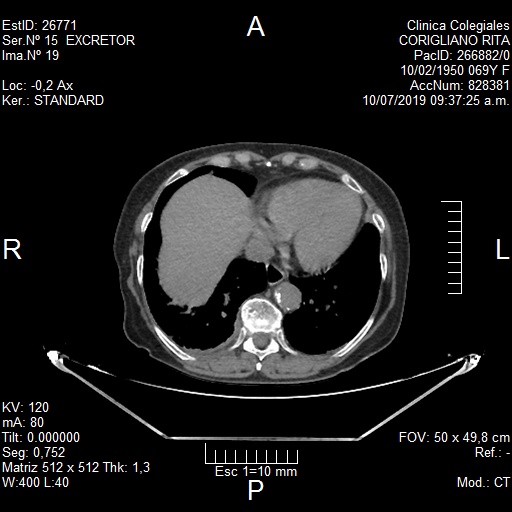 EstID: 26771
Ser.Nº 15 EXCRETOR
Ima.Nº 19
Loc: -0,2 Ax
Ker.: STANDARD
A
Clinica Colegiales
CORIGLIANO RITA
PacID: 266882/0
10/02/1950 069Y F
AccNum: 828381
10/07/2019 09:37:25 a.m.
R
L
KV: 120
mA: 80
Tilt: 0.000000
Seg: 0,752
Matriz 512 x 512 Thk: 1,3
W:400 L:40
Esc 1=10 mm
P
FOV: 50 x 49,8 cm
Ref.: -
Mod.: CT